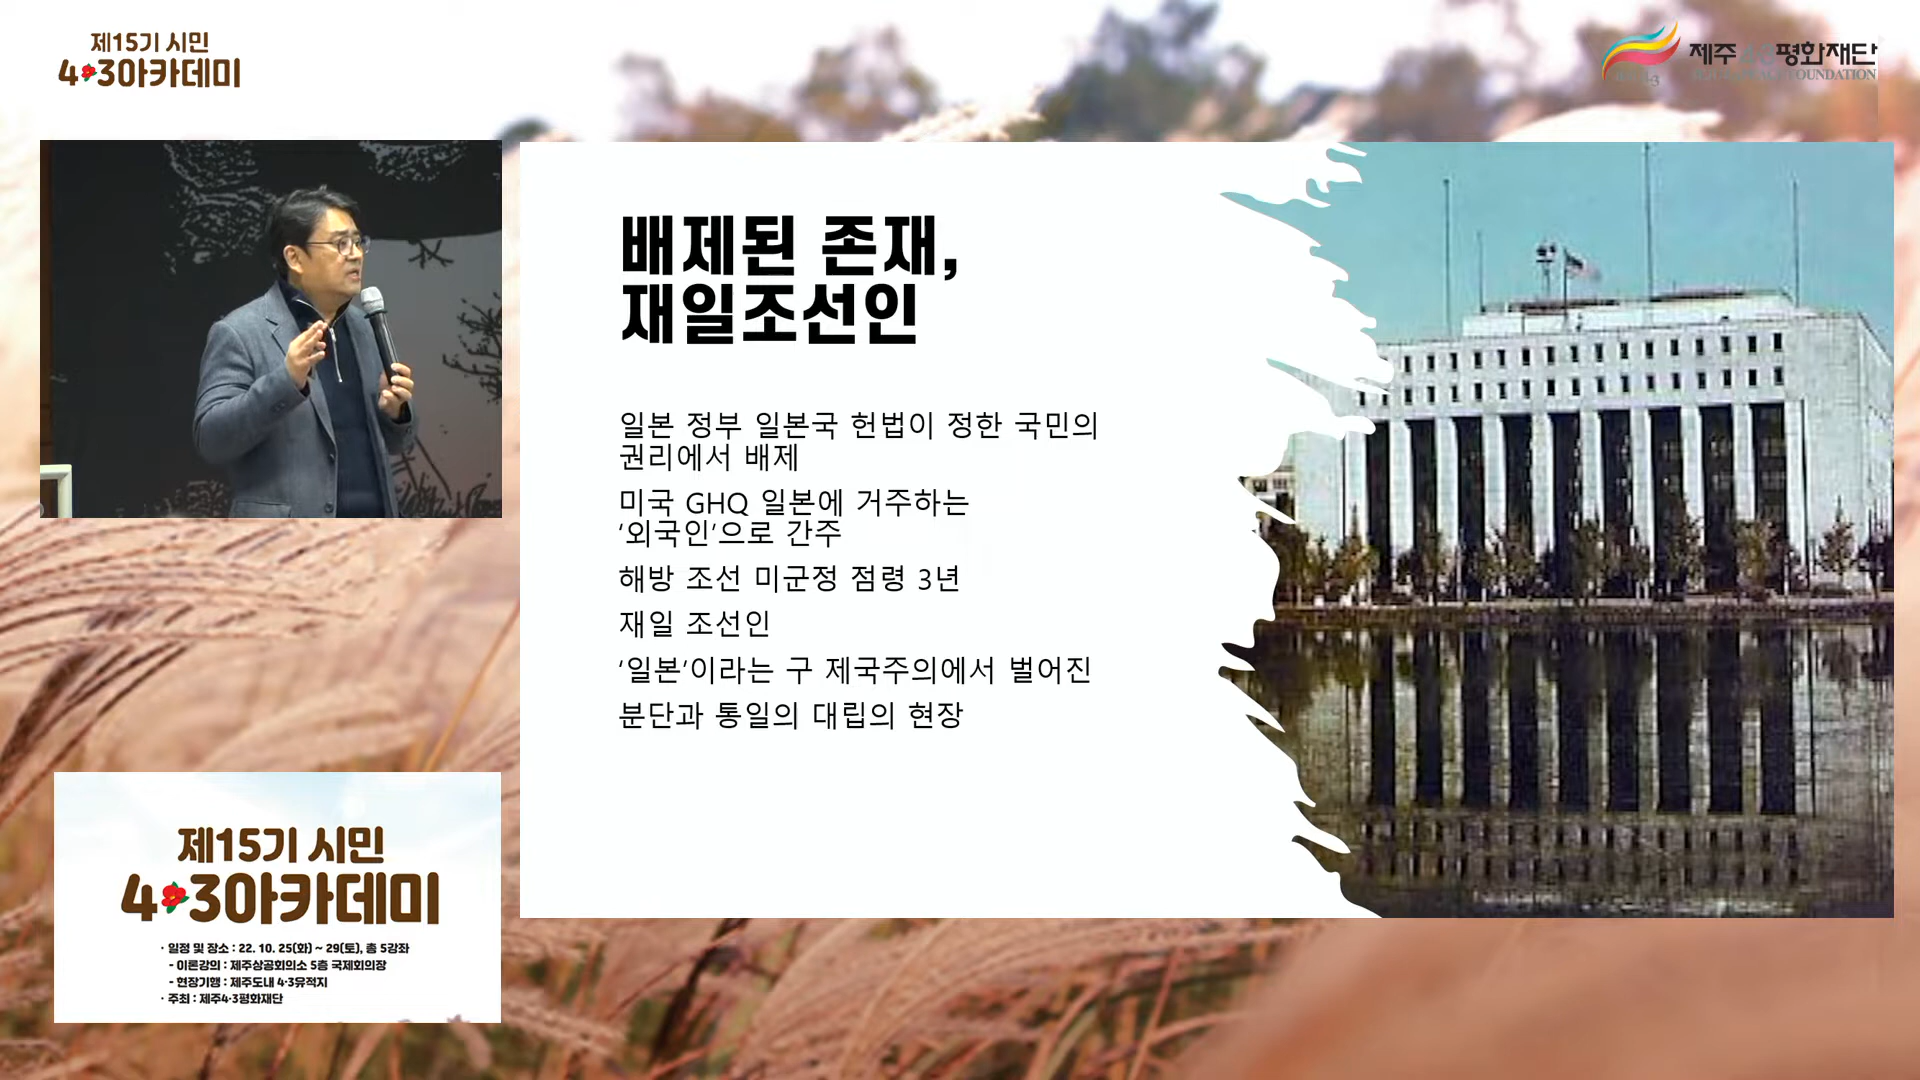 제15기 시민
4·3아카데미
제주4·3평화재단
배제된 존재,
재일조선인
일본 정부 일본국 헌법이 정한 국민의
권리에서 배제
미국 GHQ 일본에 거주하는
‘외국인’으로 간주
해방 조선 미군정 점령 3년
재일 조선인
‘일본’이라는 구 제국주의에서 벌어진
분단과 통일의 대립의 현장
제15기 시민
4·3아카데미
· 일정 및 장소 : 22. 10. 25(화) ~ 29(토), 총 5강좌
- 이론강의 : 제주상공회의소 5층 국제회의장
- 현장기행 : 제주도내 4·3유적지
· 주최 : 제주4·3평화재단